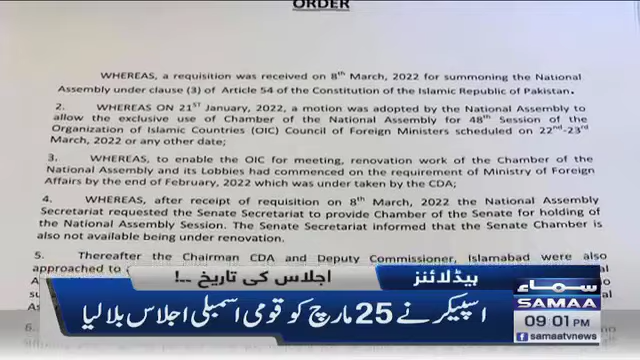 ORDER
WHEREAS, a requisition was received on 8th March, 2022 for summoning the National
Assembly under clause (3) of Article 54 of the Constitution of the Islamic Republic of Pakistan.
2. WHEREAS ON 21ST January, 2022, a motion was adopted by the National Assembly to
allow the exclusive use of Chamber of the National Assembly for 48th Session of the
Organization of Islamic Countries (OIC) Council of Foreign Ministers scheduled on 22nd-23rd
March, 2022 or any other date;
3. WHEREAS, to enable the OIC for meeting, renovation work of the Chamber of the
National Assembly and its Lobbies had commenced on the requirement of Ministry of Foreign
Affairs by the end of February, 2022 which was under taken by the CDA;
4. WHEREAS, after receipt of requisition on 8th March, 2022 the National Assembly
Secretariat requested the Senate Secretariat to provide Chamber of the Senate for holding of
the National Assembly Session. The Senate Secretariat informed that the Senate Chamber is
also not available being under renovation.
5. Thereafter the Chairman CDA and Deputy Commissioner, Islamabad were also
approached to
ہیڈلائنز
اجلاس کی تاریخ ..!
اسپیکر نے 25 مارچ کو قومی اسمبلی اجلاس بلالیا
سماء
SAMAA
09:01 PM
samaatvnews